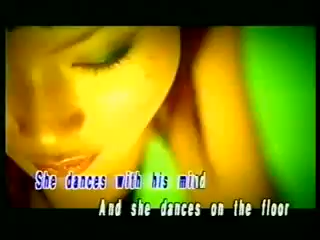 She dances with his mind
And she dances on the floor